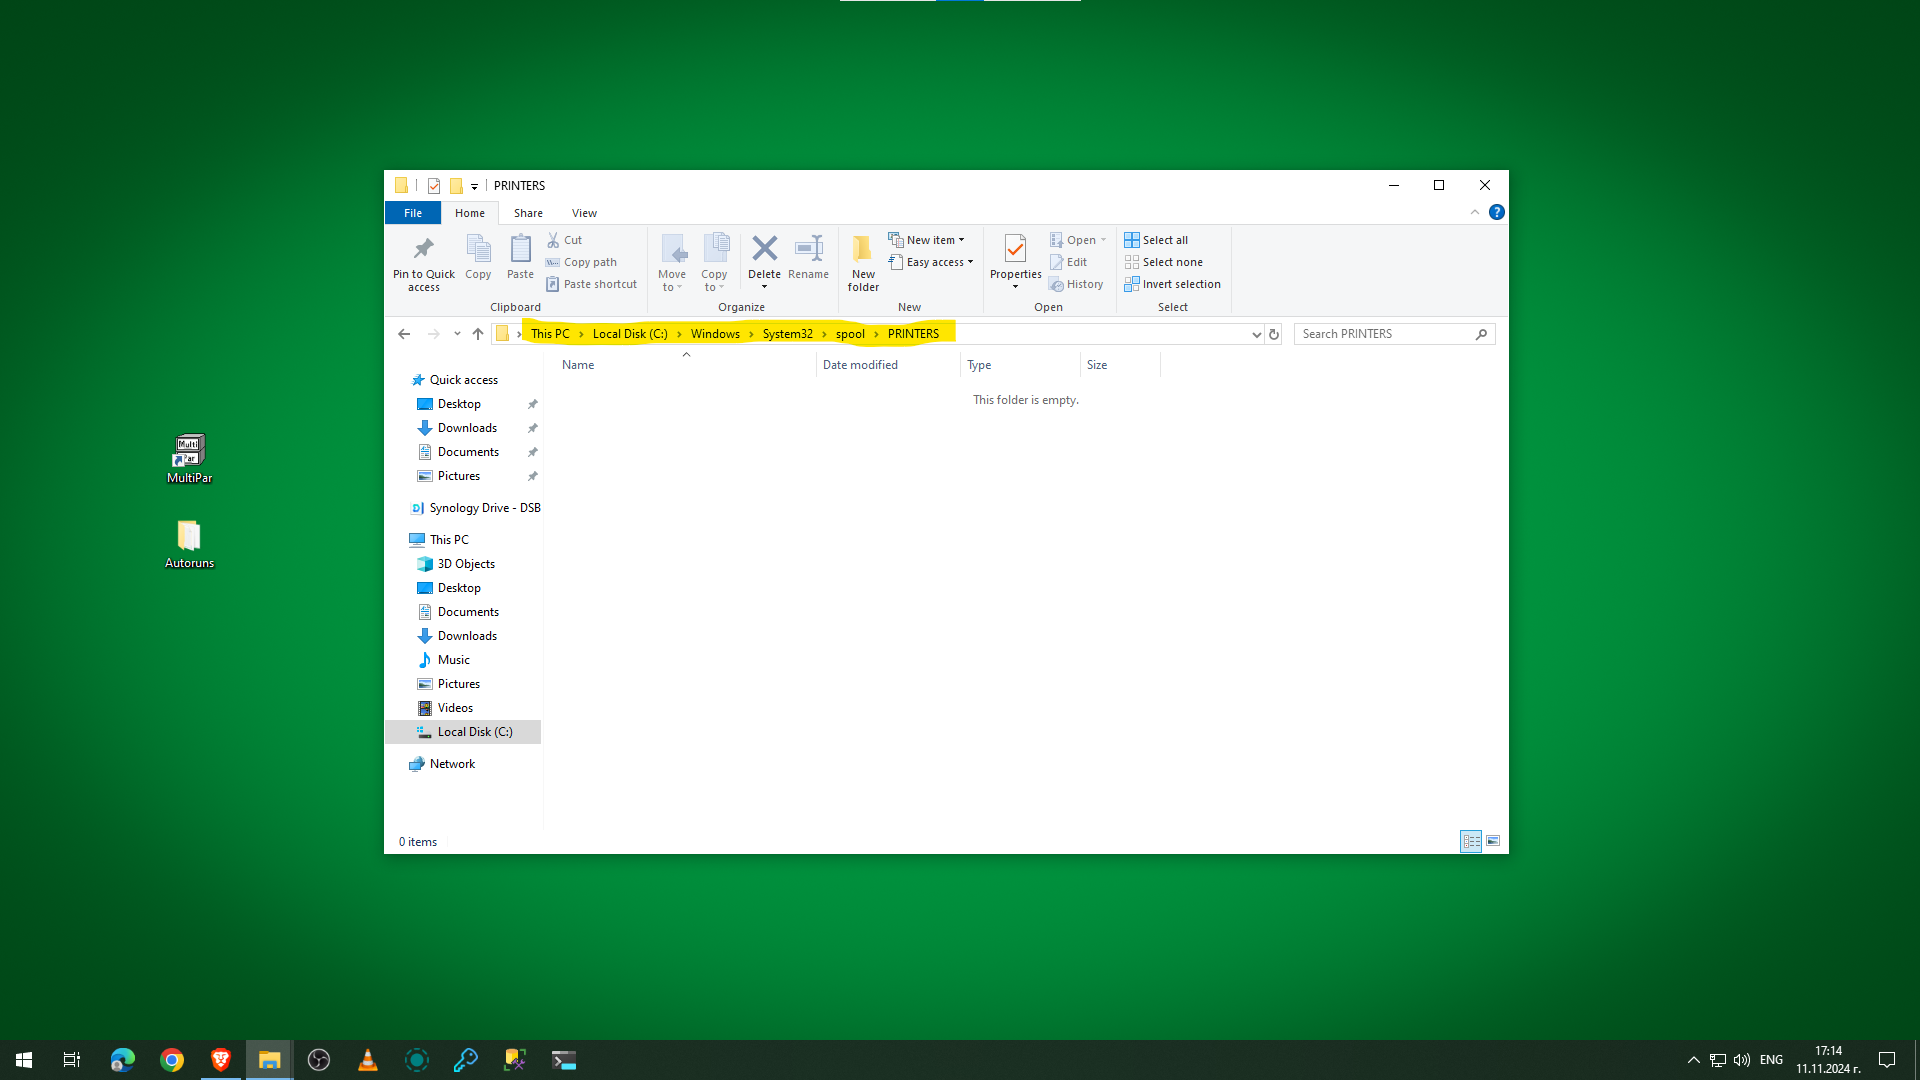 PRINTERS
File Home Share View
Pin to Quick access
Copy
Paste
Cut
Copy path
Paste shortcut
Clipboard
Move to
Copy to
Delete
Rename
Organize
New folder
New item
Easy access
New
Properties
Open
Edit
History
Open
Select all
Select none
Invert selection
Select
This PC > Local Disk (C:) > Windows > System32 > spool > PRINTERS
Search PRINTERS
Name Date modified Type Size
This folder is empty.
Quick access
Desktop
Downloads
Documents
Pictures
Synology Drive - DSB
This PC
3D Objects
Desktop
Documents
Downloads
Music
Pictures
Videos
Local Disk (C:)
Network
0 items
Multi
Par
MultiPar
Autoruns
ENG
17:14
11.11.2024 г.